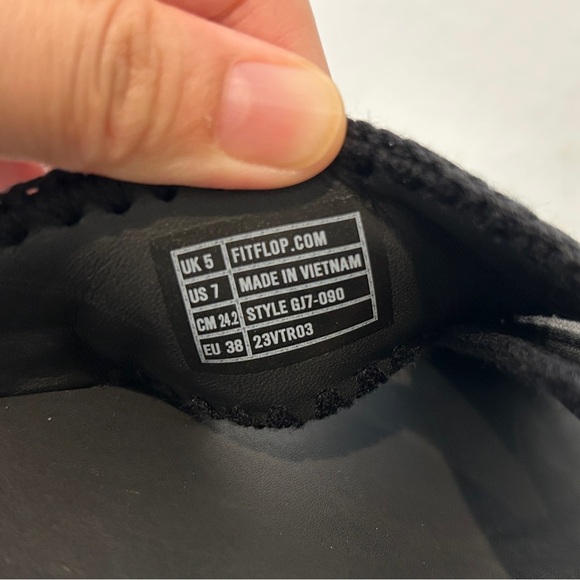 UK 5 FITFLOP.COM
US 7 MADE IN VIETNAM
CM 24.2 STYLE GJ7-090
EU 38 23VTR03